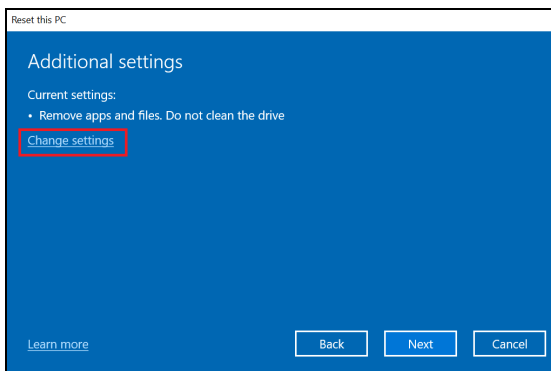 Reset this PC
Additional settings
Current settings:
• Remove apps and files. Do not clean the drive
Change settings
Learn more
Back
Next
Cancel